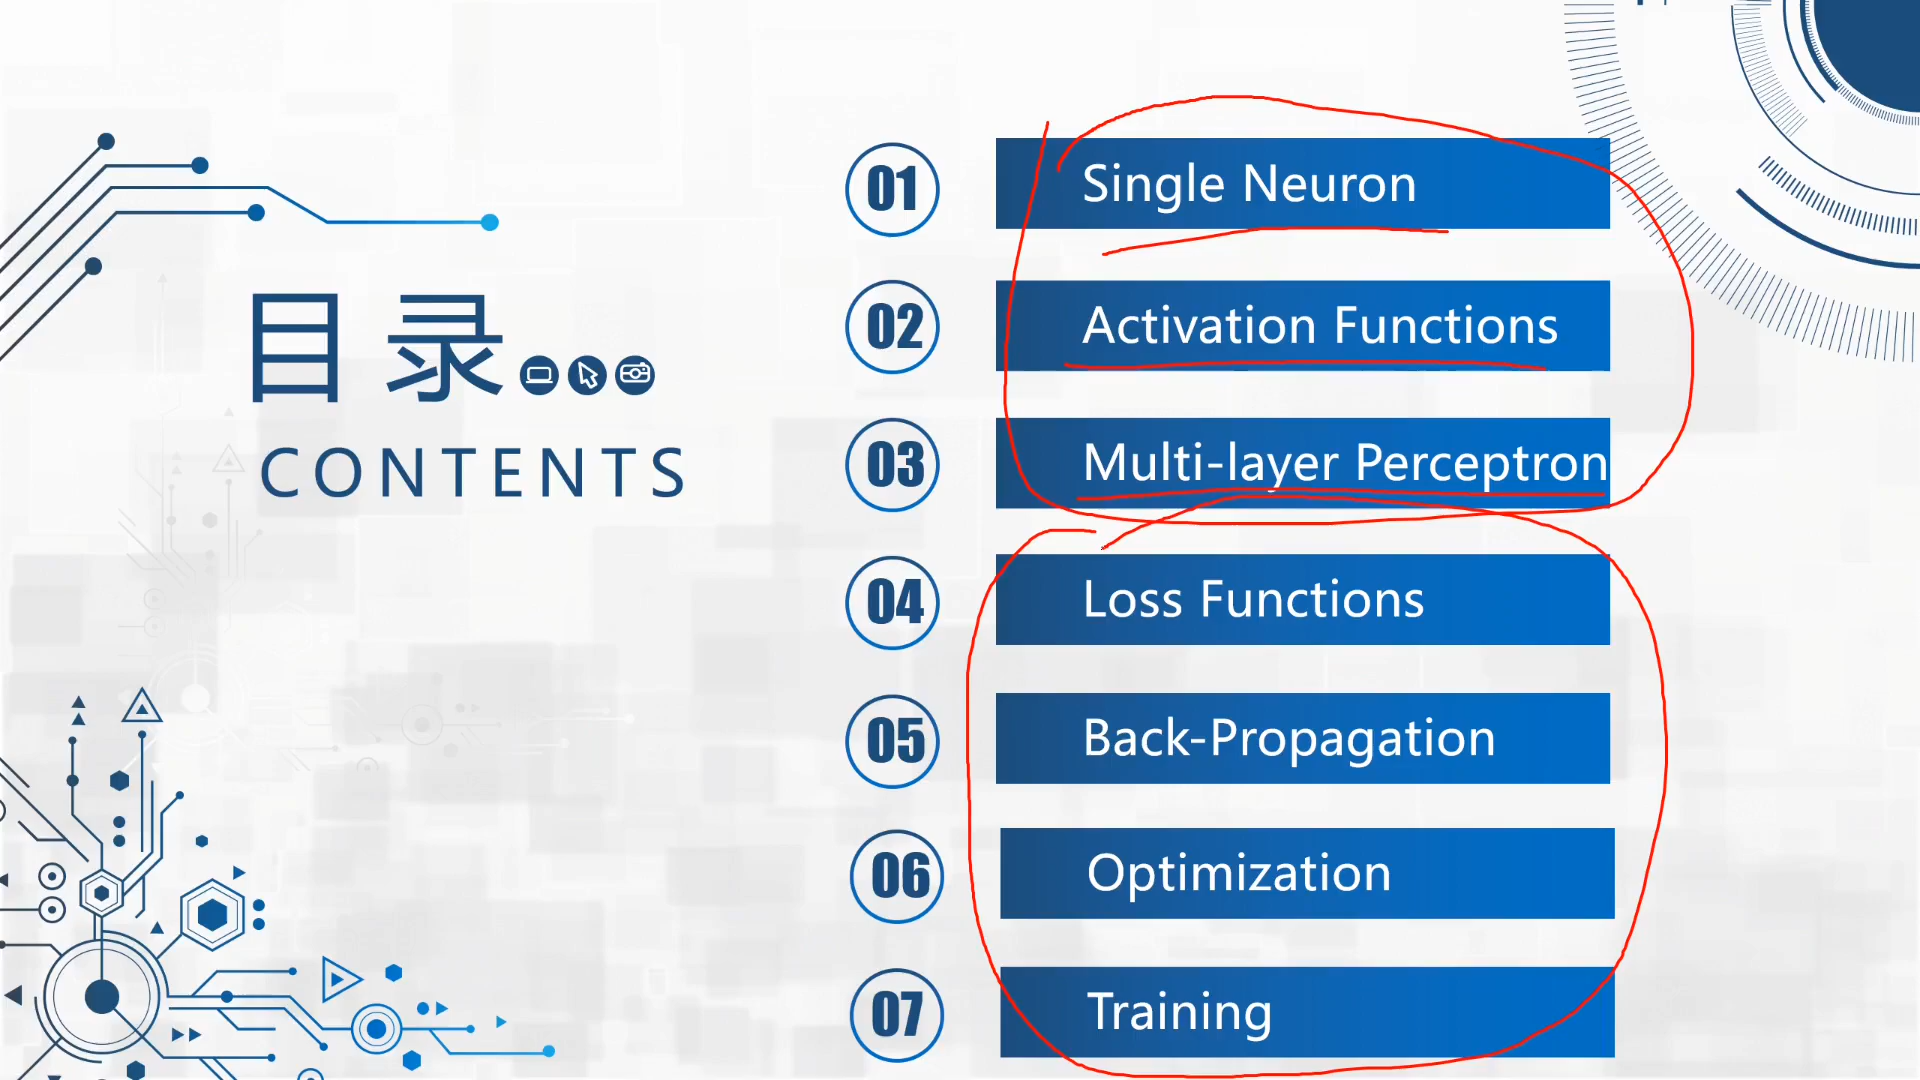 目录
CONTENTS
01 Single Neuron
02 Activation Functions
03 Multi-layer Perceptron
04 Loss Functions
05 Back-Propagation
06 Optimization
07 Training